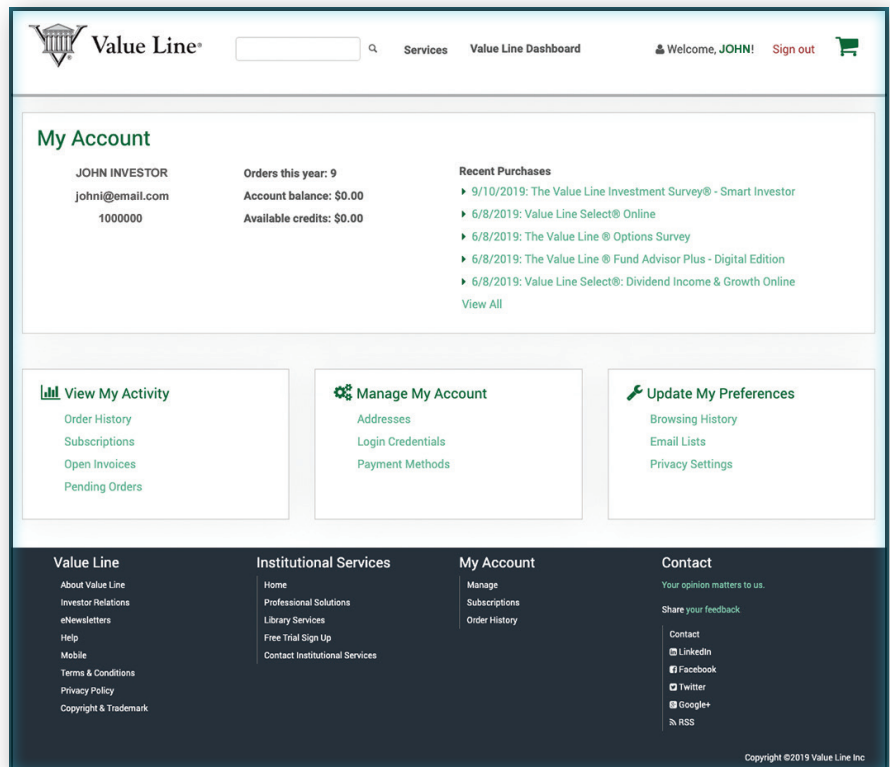 Value Line®
Services
Value Line Dashboard
Welcome, JOHN!
Sign out
My Account
JOHN INVESTOR
johni@email.com
1000000
Orders this year: 9
Account balance: $0.00
Available credits: $0.00
Recent Purchases
9/10/2019: The Value Line Investment Survey® - Smart Investor
6/8/2019: Value Line Select® Online
6/8/2019: The Value Line ® Options Survey
6/8/2019: The Value Line ® Fund Advisor Plus - Digital Edition
6/8/2019: Value Line Select®: Dividend Income & Growth Online
View All
View My Activity
Order History
Subscriptions
Open Invoices
Pending Orders
Manage My Account
Addresses
Login Credentials
Payment Methods
Update My Preferences
Browsing History
Email Lists
Privacy Settings
Value Line
About Value Line
Investor Relations
eNewsletters
Help
Mobile
Terms & Conditions
Privacy Policy
Copyright & Trademark
Institutional Services
Home
Professional Solutions
Library Services
Free Trial Sign Up
Contact Institutional Services
My Account
Manage
Subscriptions
Order History
Contact
Your opinion matters to us.
Share your feedback
Contact
LinkedIn
Facebook
Twitter
Google+
RSS
Copyright ©2019 Value Line Inc